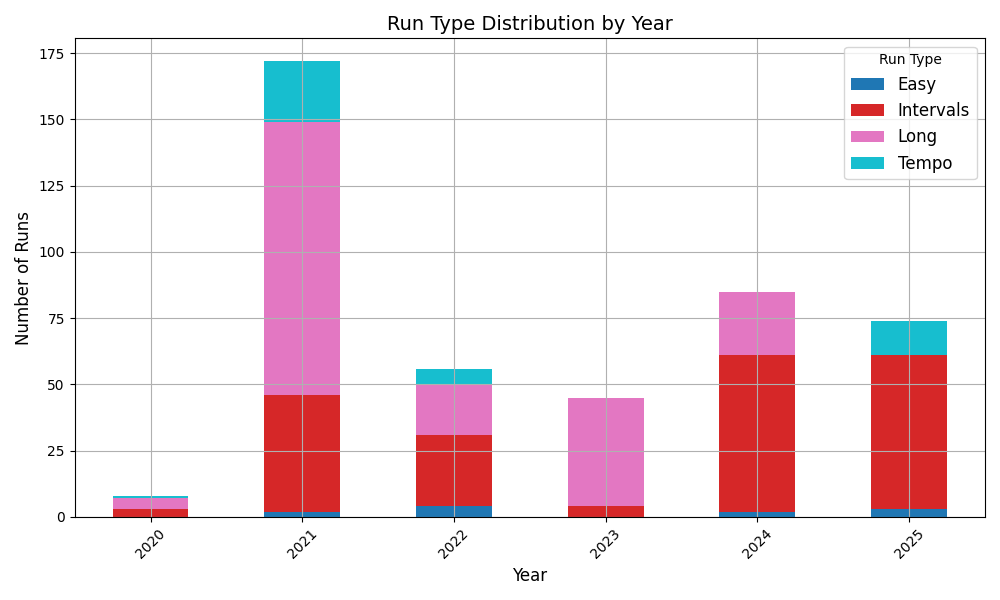 Run Type Distribution by Year
Number of Runs
175
150
125
100
75
50
25
0
Run Type
Easy
Intervals
Long
Tempo
2020
2021
2022
2023
2024
2025
Year